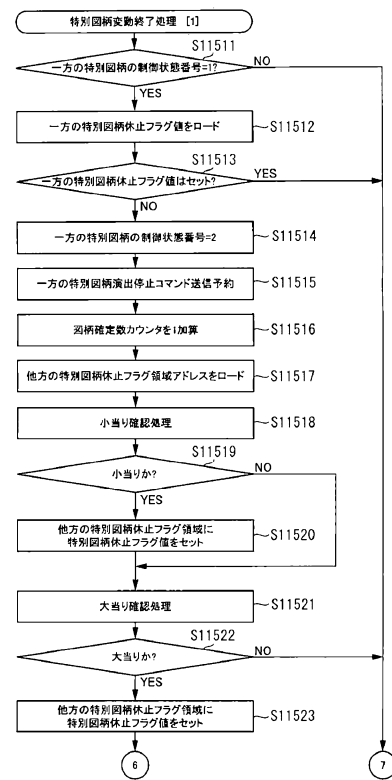 特別図柄変動終了処理 [1]
S11511
一方の特別図柄の制御状態番号=1?
NO
YES
一方の特別図柄休止フラグ値をロード
S11512
S11513
一方の特別図柄休止フラグ値はセット?
YES
NO
一方の特別図柄の制御状態番号=2
S11514
一方の特別図柄演出停止コマンド送信予約
S11515
図柄確定数カウンタを1加算
S11516
他方の特別図柄休止フラグ領域アドレスをロード
S11517
小当り確認処理
S11518
S11519
小当りか?
NO
YES
他方の特別図柄休止フラグ領域に
特別図柄休止フラグ値をセット
S11520
大当り確認処理
S11521
S11522
大当りか?
NO
YES
他方の特別図柄休止フラグ領域に
特別図柄休止フラグ値をセット
S11523
6
7